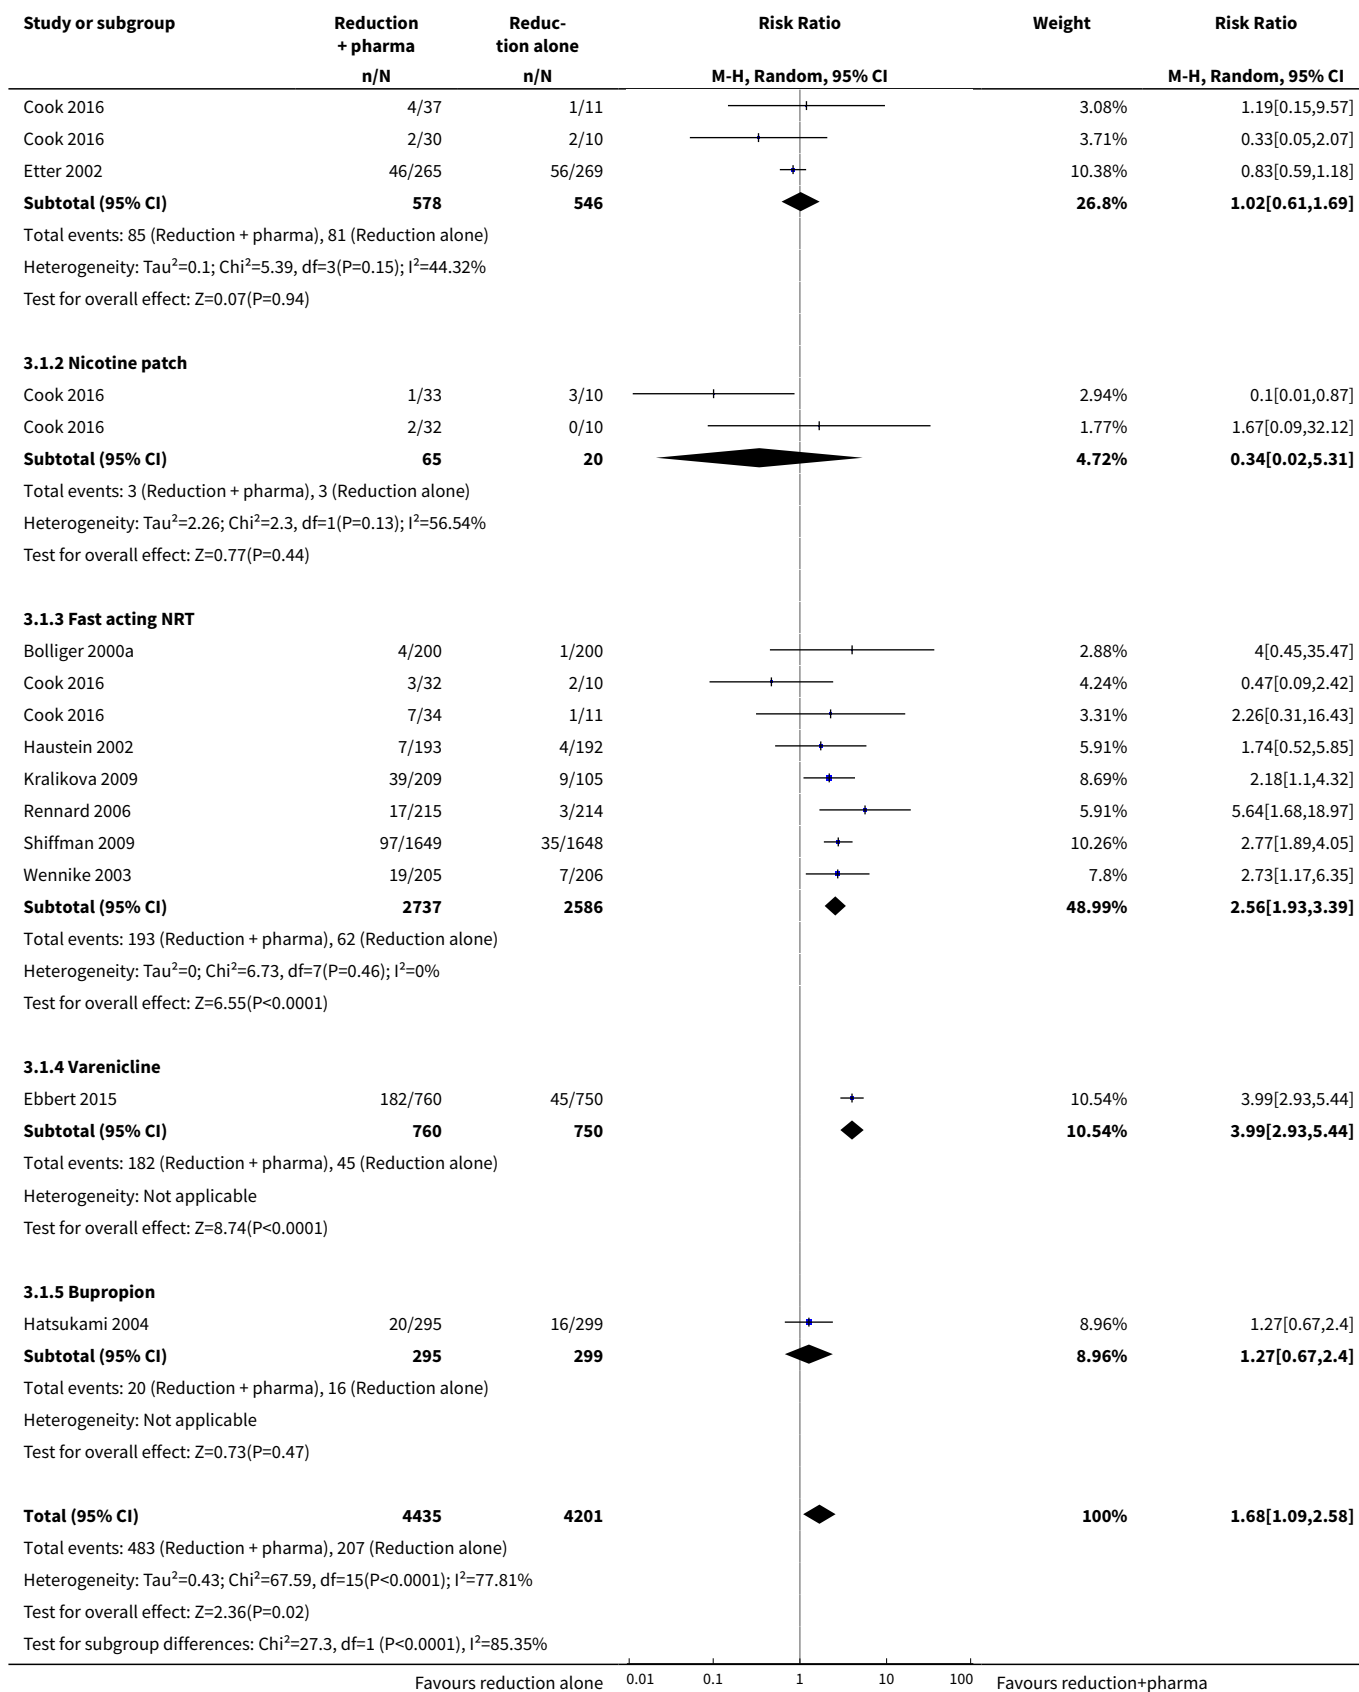 Study or subgroup Reduction + pharma Reduc- tion alone Risk Ratio Weight Risk Ratio
n/N n/N M-H, Random, 95% CI M-H, Random, 95% CI
Cook 2016 4/37 1/11 3.08% 1.19[0.15,9.57]
Cook 2016 2/30 2/10 3.71% 0.33[0.05,2.07]
Etter 2002 46/265 56/269 10.38% 0.83[0.59,1.18]
Subtotal (95% CI) 578 546 26.8% 1.02[0.61,1.69]
Total events: 85 (Reduction + pharma), 81 (Reduction alone)
Heterogeneity: Tau²=0.1; Chi²=5.39, df=3(P=0.15); I²=44.32%
Test for overall effect: Z=0.07(P=0.94)
3.1.2 Nicotine patch
Cook 2016 1/33 3/10 2.94% 0.1[0.01,0.87]
Cook 2016 2/32 0/10 1.77% 1.67[0.09,32.12]
Subtotal (95% CI) 65 20 4.72% 0.34[0.02,5.31]
Total events: 3 (Reduction + pharma), 3 (Reduction alone)
Heterogeneity: Tau²=2.26; Chi²=2.3, df=1(P=0.13); I²=56.54%
Test for overall effect: Z=0.77(P=0.44)
3.1.3 Fast acting NRT
Bolliger 2000a 4/200 1/200 2.88% 4[0.45,35.47]
Cook 2016 3/32 2/10 4.24% 0.47[0.09,2.42]
Cook 2016 7/34 1/11 3.31% 2.26[0.31,16.43]
Haustein 2002 7/193 4/192 5.91% 1.74[0.52,5.85]
Kralikova 2009 39/209 9/105 8.69% 2.18[1.1,4.32]
Rennard 2006 17/215 3/214 5.91% 5.64[1.68,18.97]
Shiffman 2009 97/1649 35/1648 10.26% 2.77[1.89,4.05]
Wennike 2003 19/205 7/206 7.8% 2.73[1.17,6.35]
Subtotal (95% CI) 2737 2586 48.99% 2.56[1.93,3.39]
Total events: 193 (Reduction + pharma), 62 (Reduction alone)
Heterogeneity: Tau²=0; Chi²=6.73, df=7(P=0.46); I²=0%
Test for overall effect: Z=6.55(P<0.0001)
3.1.4 Varenicline
Ebbert 2015 182/760 45/750 10.54% 3.99[2.93,5.44]
Subtotal (95% CI) 760 750 10.54% 3.99[2.93,5.44]
Total events: 182 (Reduction + pharma), 45 (Reduction alone)
Heterogeneity: Not applicable
Test for overall effect: Z=8.74(P<0.0001)
3.1.5 Bupropion
Hatsukami 2004 20/295 16/299 8.96% 1.27[0.67,2.4]
Subtotal (95% CI) 295 299 8.96% 1.27[0.67,2.4]
Total events: 20 (Reduction + pharma), 16 (Reduction alone)
Heterogeneity: Not applicable
Test for overall effect: Z=0.73(P=0.47)
Total (95% CI) 4435 4201 100% 1.68[1.09,2.58]
Total events: 483 (Reduction + pharma), 207 (Reduction alone)
Heterogeneity: Tau²=0.43; Chi²=67.59, df=15(P<0.0001); I²=77.81%
Test for overall effect: Z=2.36(P=0.02)
Test for subgroup differences: Chi²=27.3, df=1 (P<0.0001), I²=85.35%
Favours reduction alone 0.01 0.1 1 10 100 Favours reduction+pharma